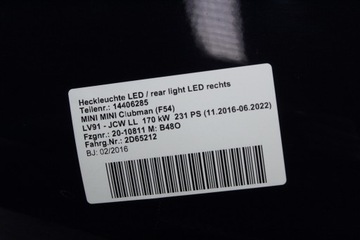 Heckleuchte LED / rear light LED rechts
Teilenr.: 14406285
MINI MINI Clubman (F54)
LV91 - JCW LL 170 kW 231 PS (11.2016-06.2022)
Fzgnr.: 20-10811 M: B48O
Fahrg.Nr.: 2D65212
BJ: 02/2016